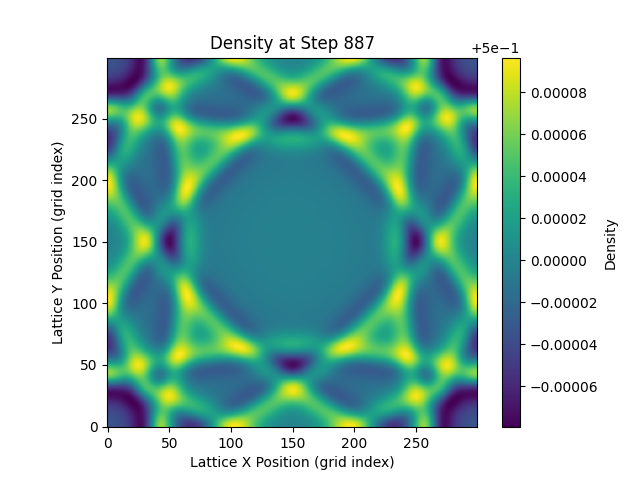 Density at Step 887
+5e−1
Lattice Y Position (grid index)
250
200
150
100
50
0
0 50 100 150 200 250
Lattice X Position (grid index)
0.00008
0.00006
0.00004
0.00002
0.00000
−0.00002
−0.00004
−0.00006
Density